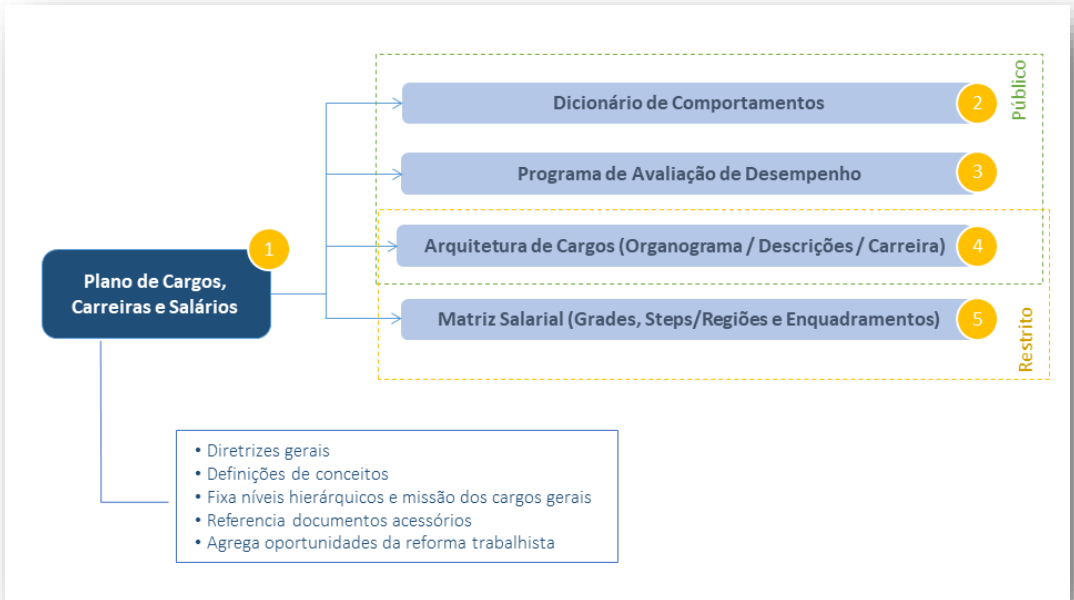 Dicionário de Comportamentos
2
Público
Programa de Avaliação de Desempenho
3
1
Plano de Cargos,
Carreiras e Salários
Arquitetura de Cargos (Organograma / Descrições / Carreira)
4
Matriz Salarial (Grades, Steps/Regiões e Enquadramentos)
5
Restrito
• Diretrizes gerais
• Definições de conceitos
• Fixa níveis hierárquicos e missão dos cargos gerais
• Referencia documentos acessórios
• Agrega oportunidades da reforma trabalhista